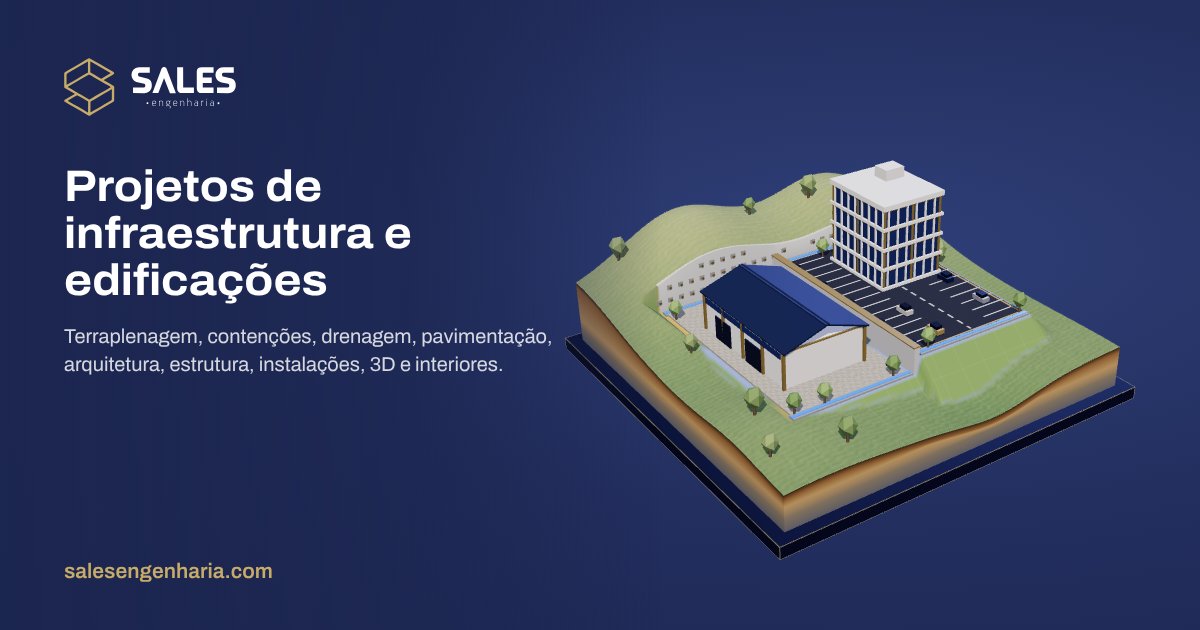 SALES
•engenharia•
Projetos de
infraestrutura e
edificações
Terraplenagem, contenções, drenagem, pavimentação,
arquitetura, estrutura, instalações, 3D e interiores.
salesengenharia.com